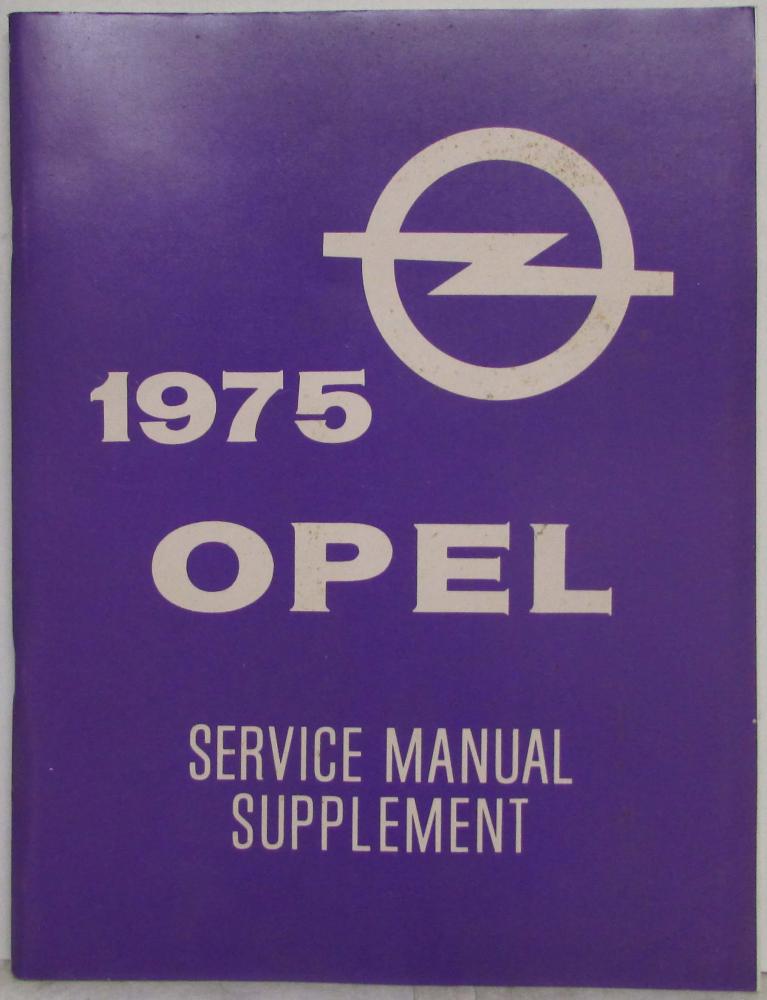 1975
OPEL
SERVICE MANUAL
SUPPLEMENT